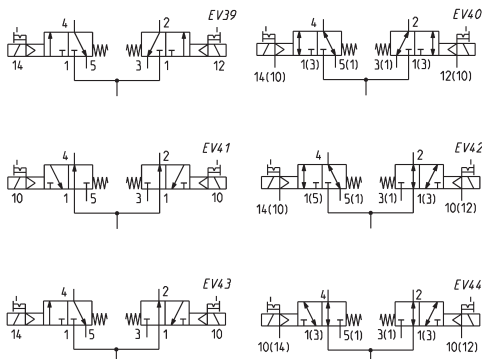 4 2 EV39
14 1 5 3 1 12
4 2 EV40
14(10) 1(3) 5(1) 3(1) 1(3) 12(10)
4 2 EV41
10 1 5 3 1 10
4 2 EV42
14(10) 1(5) 5(1) 3(1) 1(3) 10(12)
4 2 EV43
14 1 5 3 1 10
4 2 EV44
10(14) 1(3) 5(1) 3(1) 1(3) 10(12)